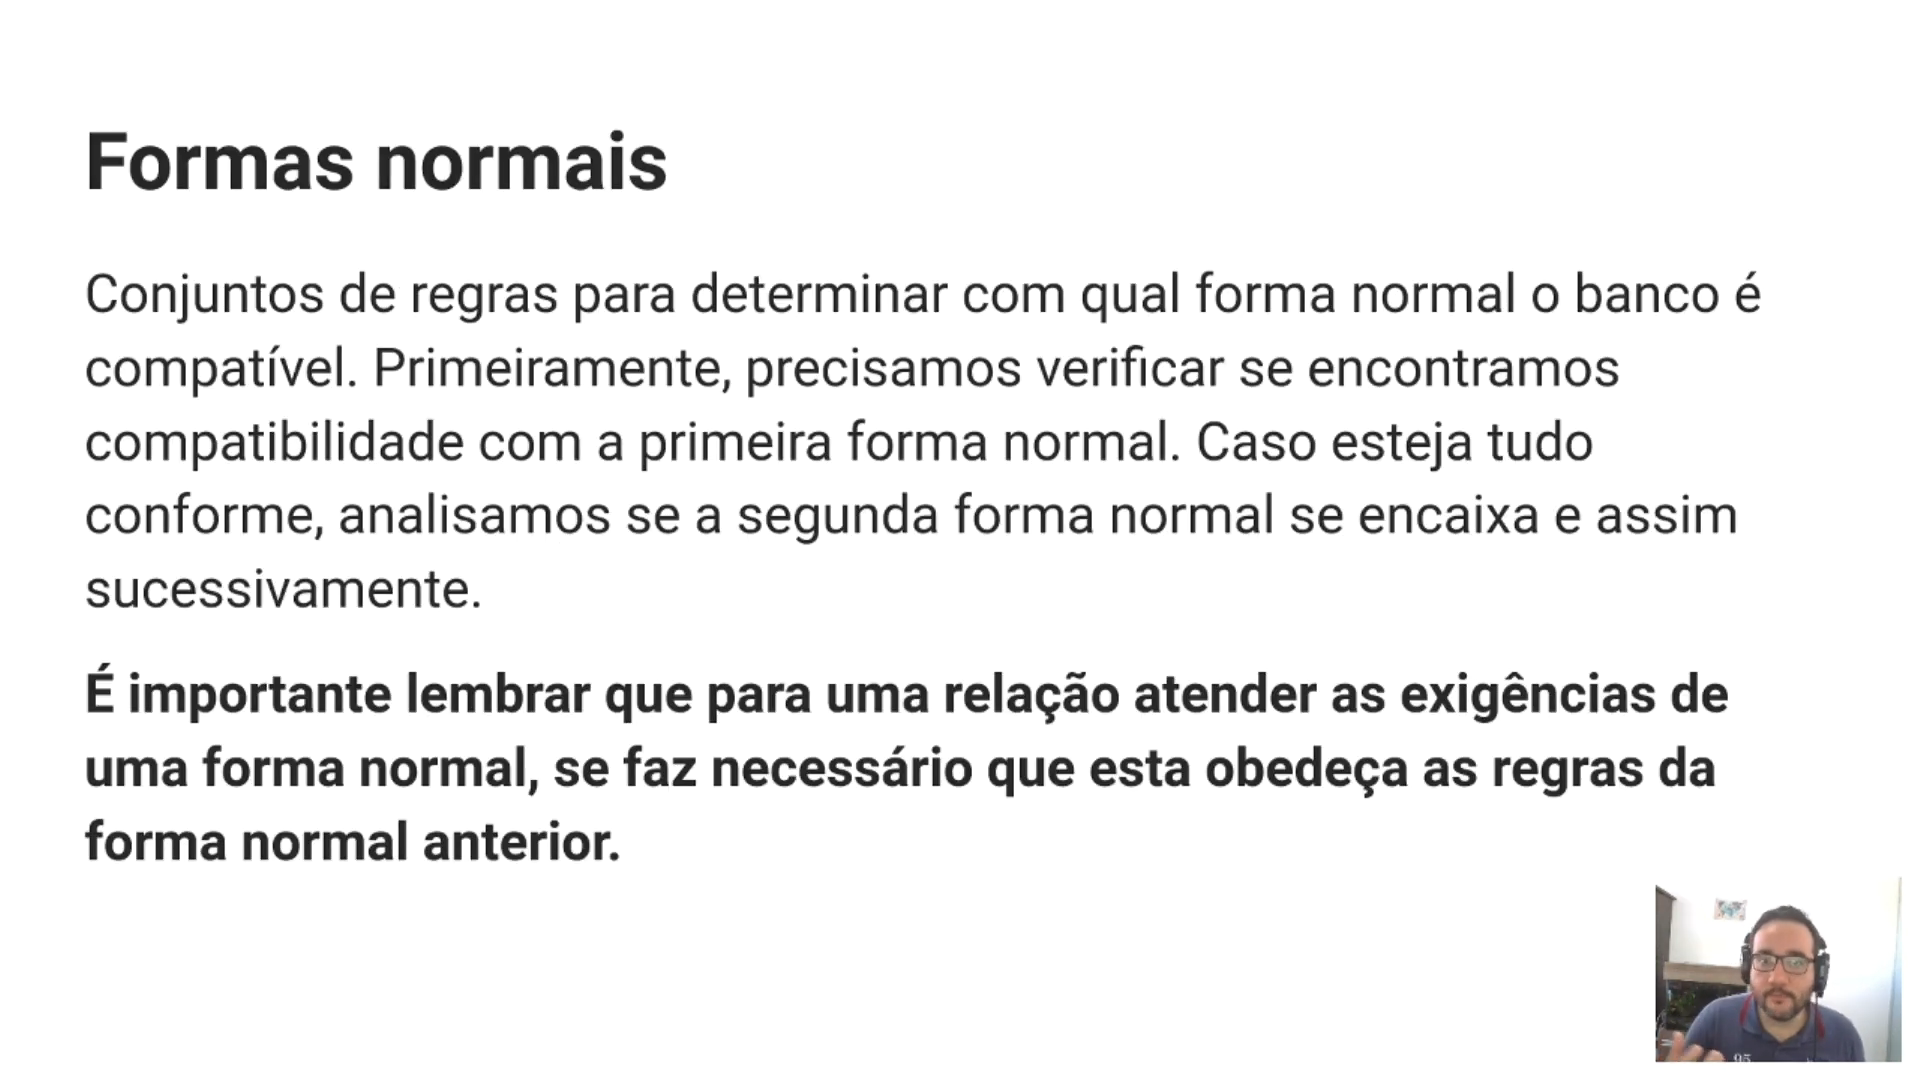 Formas normais
Conjuntos de regras para determinar com qual forma normal o banco é
compatível. Primeiramente, precisamos verificar se encontramos
compatibilidade com a primeira forma normal. Caso esteja tudo
conforme, analisamos se a segunda forma normal se encaixa e assim
sucessivamente.
É importante lembrar que para uma relação atender as exigências de
uma forma normal, se faz necessário que esta obedeça as regras da
forma normal anterior.
95